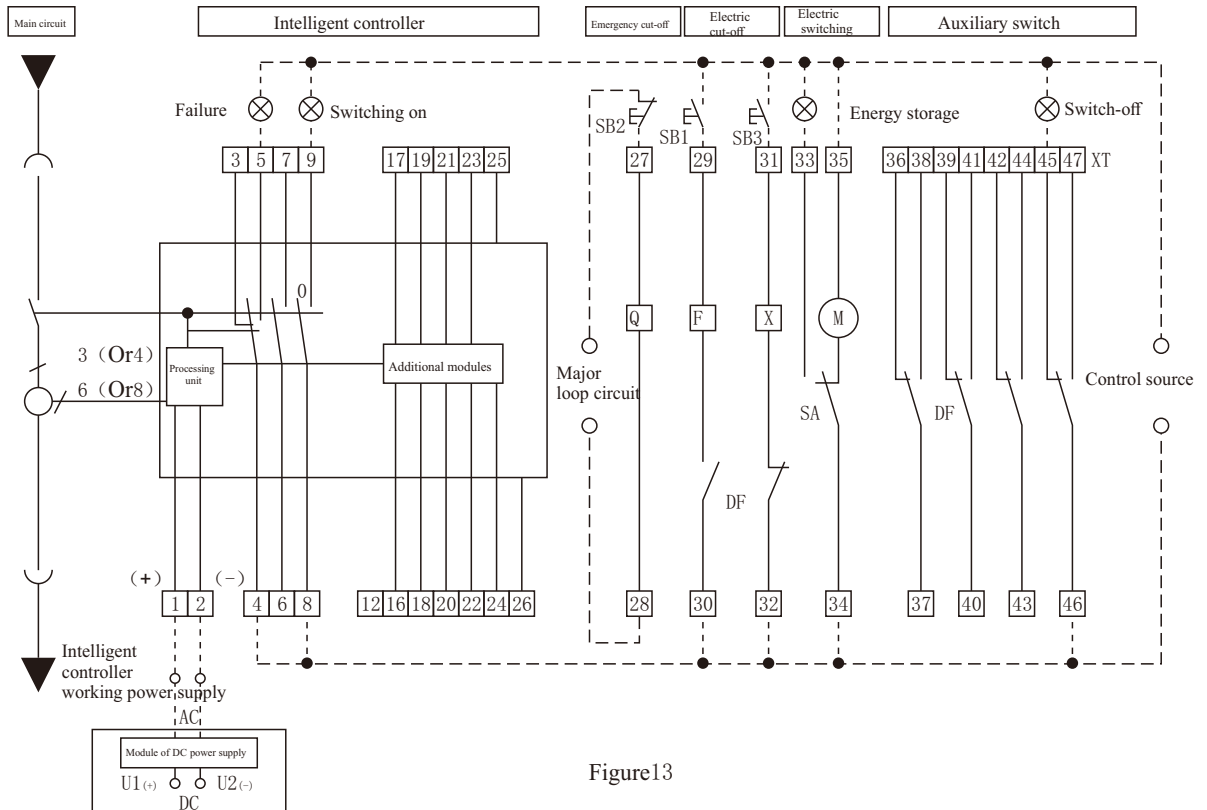 Main circuit
Intelligent controller
Emergency cut-off
Electric
cut-off
Electric
switching
Auxiliary switch
Failure
Switching on
SB2
SB1
SB3
Energy storage
Switch-off
3 5 7 9
17 19 21 23 25
27
29
31
33
35
36 38 39 41 42 44 45 47 XT
0
Q
F
X
M
3 (Or4)
Processing
unit
Additional modules
6 (Or8)
Major
loop circuit
SA
DF
Control source
DF
(+)
(-)
1 2
4 6 8
12 16 18 20 22 24 26
28
30
32
34
37
40
43
46
Intelligent
controller
working power supply
AC
Module of DC power supply
U1(+)
U2(-)
DC
Figure13